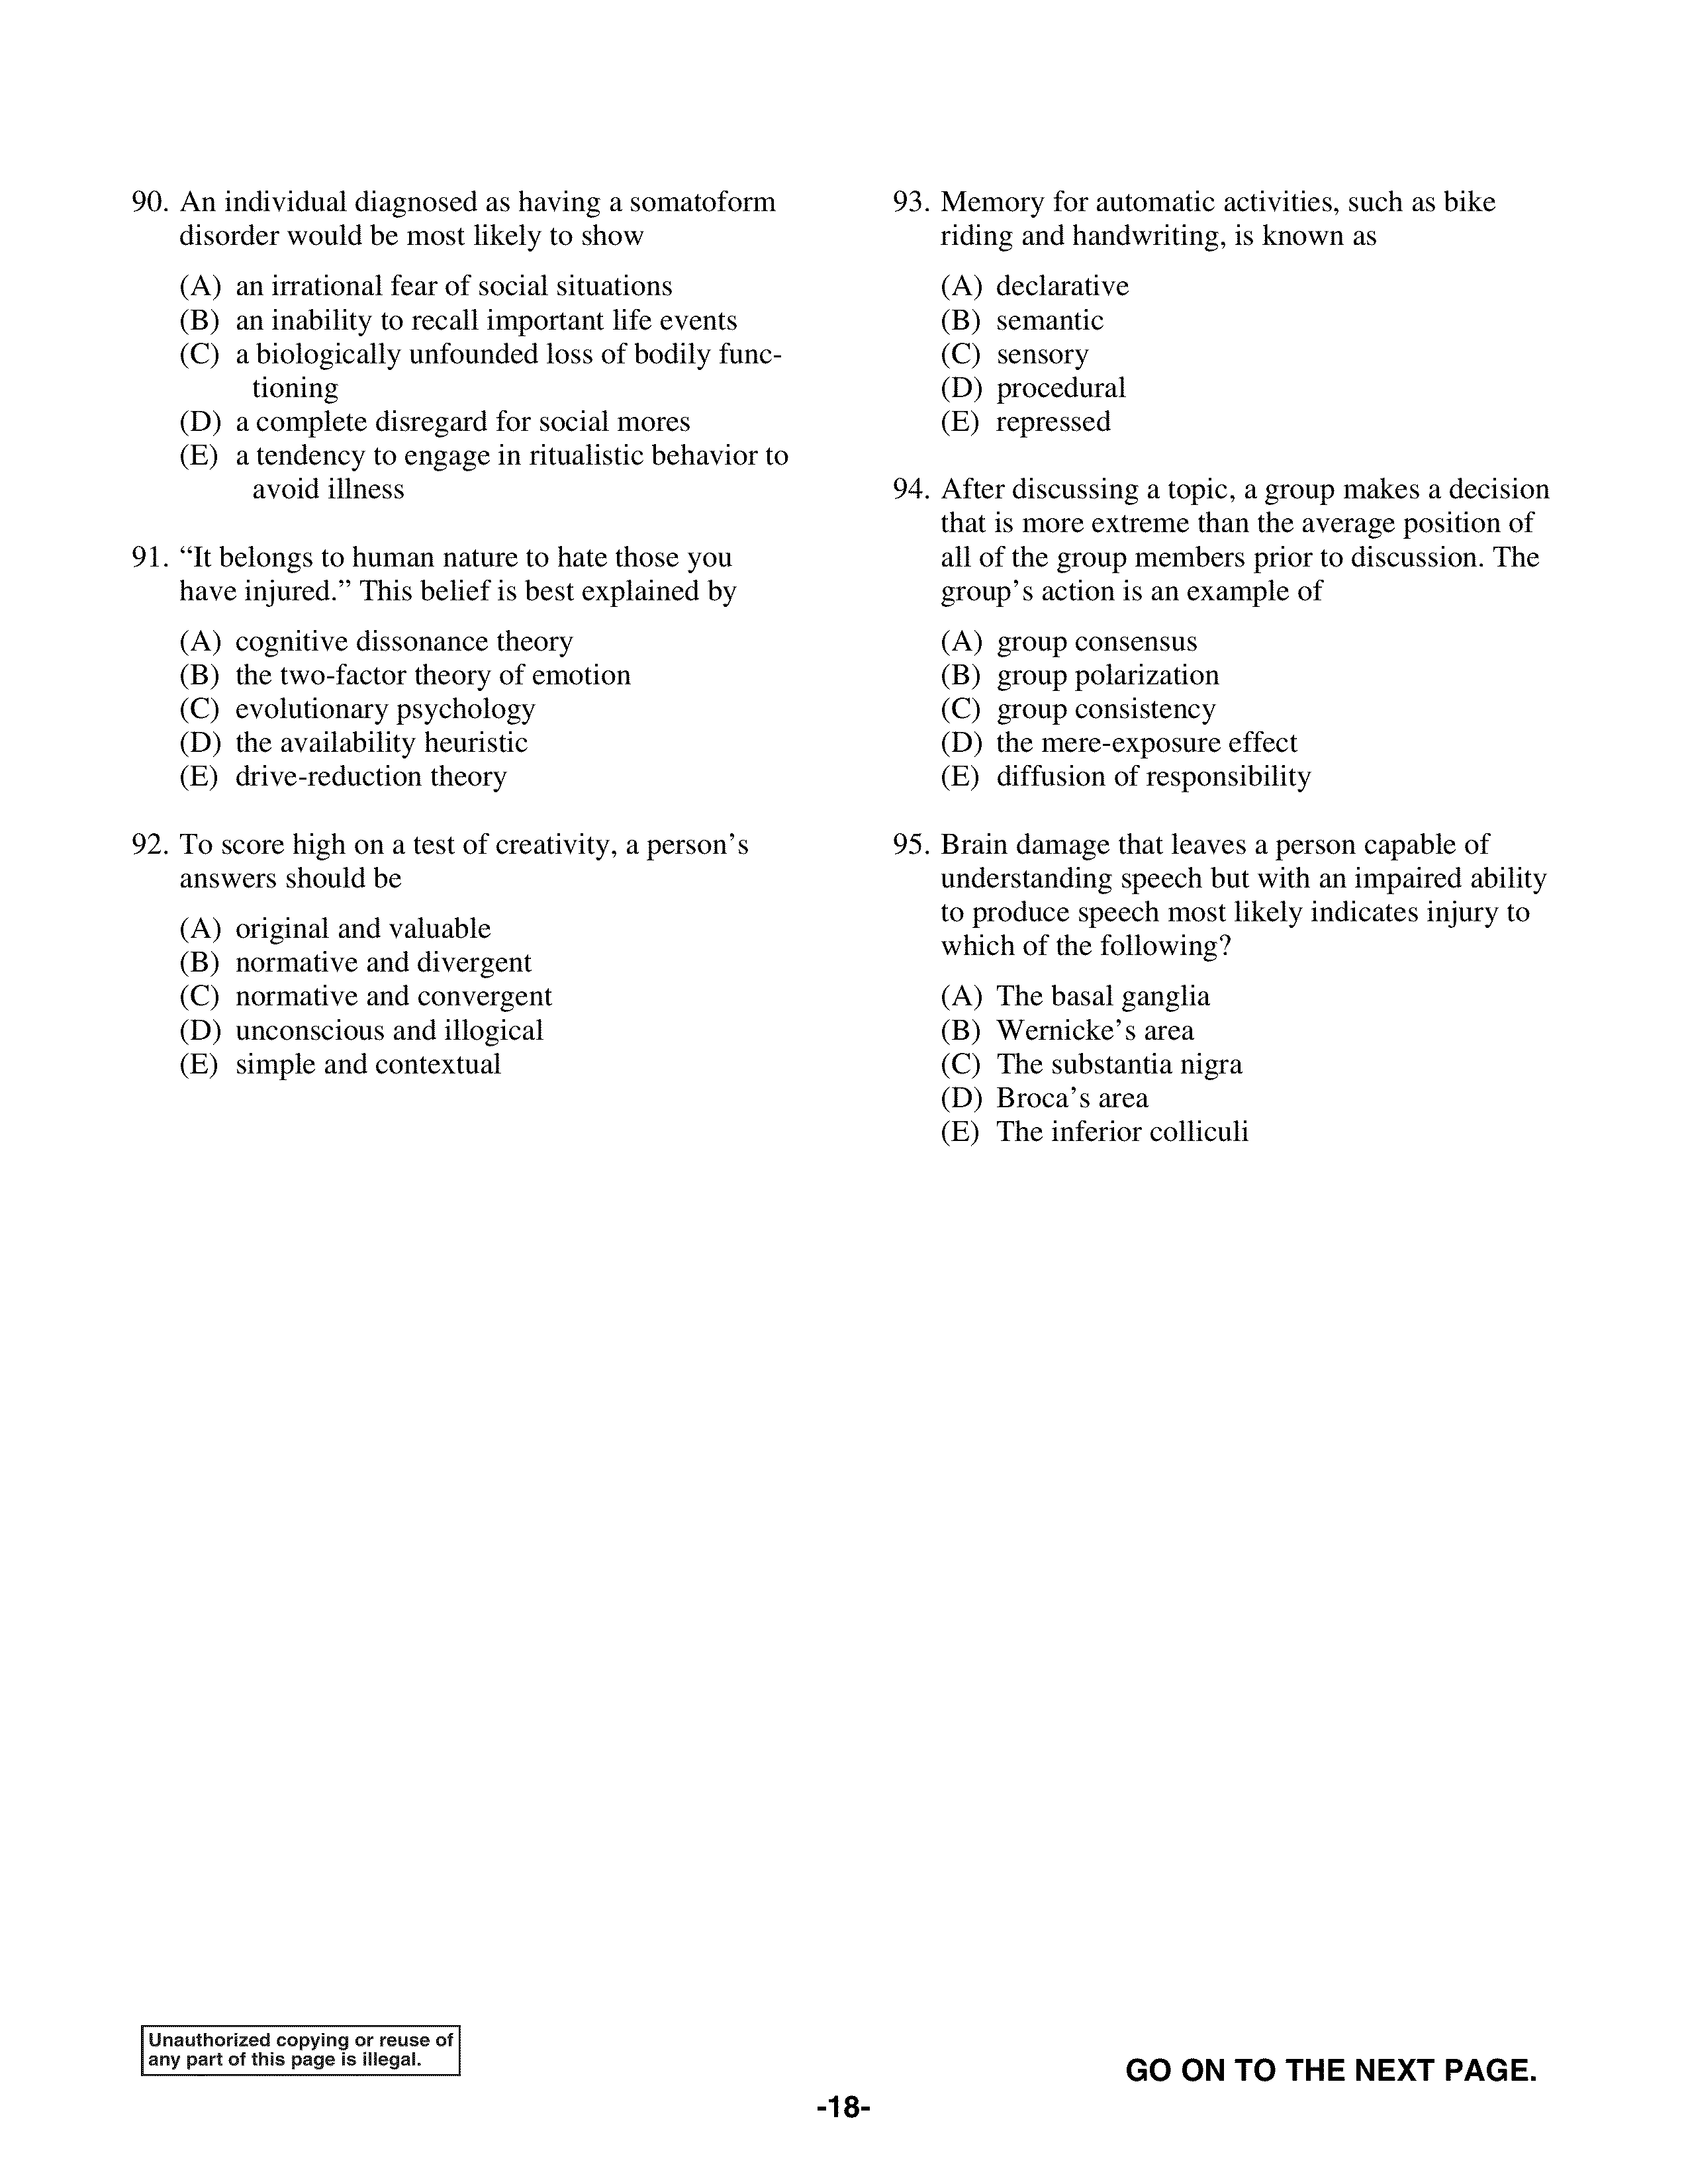 90. An individual diagnosed as having a somatoform
disorder would be most likely to show
(A) an irrational fear of social situations
(B) an inability to recall important life events
(C) a biologically unfounded loss of bodily func-
tioning
(D) a complete disregard for social mores
(E) a tendency to engage in ritualistic behavior to
avoid illness
91. “It belongs to human nature to hate those you
have injured.” This belief is best explained by
(A) cognitive dissonance theory
(B) the two-factor theory of emotion
(C) evolutionary psychology
(D) the availability heuristic
(E) drive-reduction theory
92. To score high on a test of creativity, a person’s
answers should be
(A) original and valuable
(B) normative and divergent
(C) normative and convergent
(D) unconscious and illogical
(E) simple and contextual
93. Memory for automatic activities, such as bike
riding and handwriting, is known as
(A) declarative
(B) semantic
(C) sensory
(D) procedural
(E) repressed
94. After discussing a topic, a group makes a decision
that is more extreme than the average position of
all of the group members prior to discussion. The
group’s action is an example of
(A) group consensus
(B) group polarization
(C) group consistency
(D) the mere-exposure effect
(E) diffusion of responsibility
95. Brain damage that leaves a person capable of
understanding speech but with an impaired ability
to produce speech most likely indicates injury to
which of the following?
(A) The basal ganglia
(B) Wernicke’s area
(C) The substantia nigra
(D) Broca’s area
(E) The inferior colliculi
Unauthorized copying or reuse of
any part of this page is illegal.
GO ON TO THE NEXT PAGE.
-18-